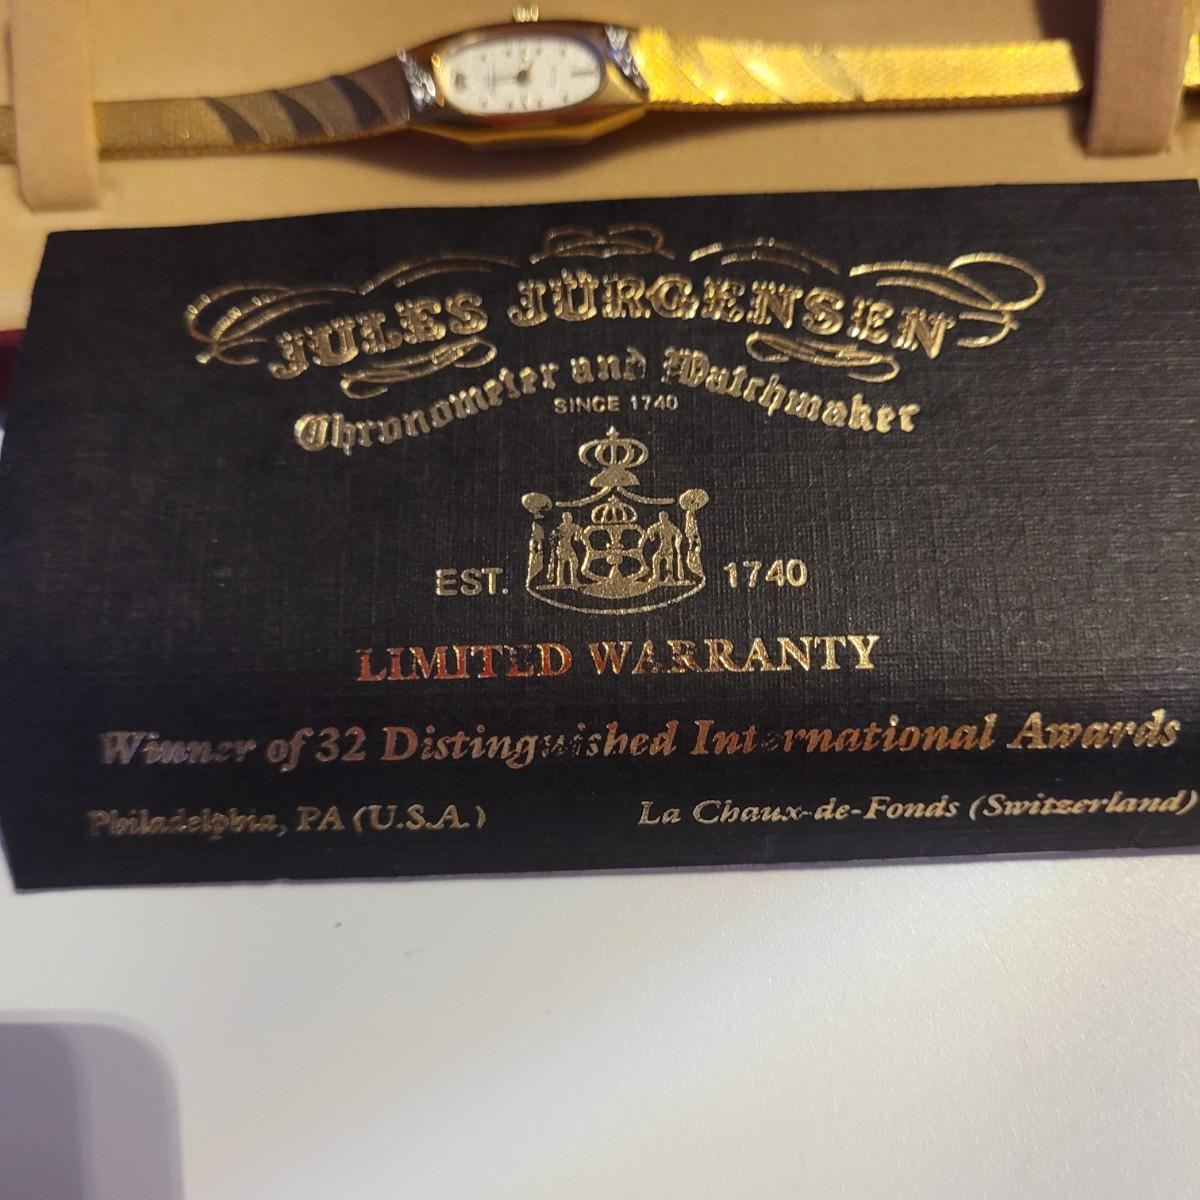 JULES JÜRGENSEN
Chronometer and Watchmaker
SINCE 1740
EST. 1740
LIMITED WARRANTY
Winner of 32 Distinguished International Awards
Philadelphia, PA (U.S.A.) La Chaux-de-Fonds (Switzerland)